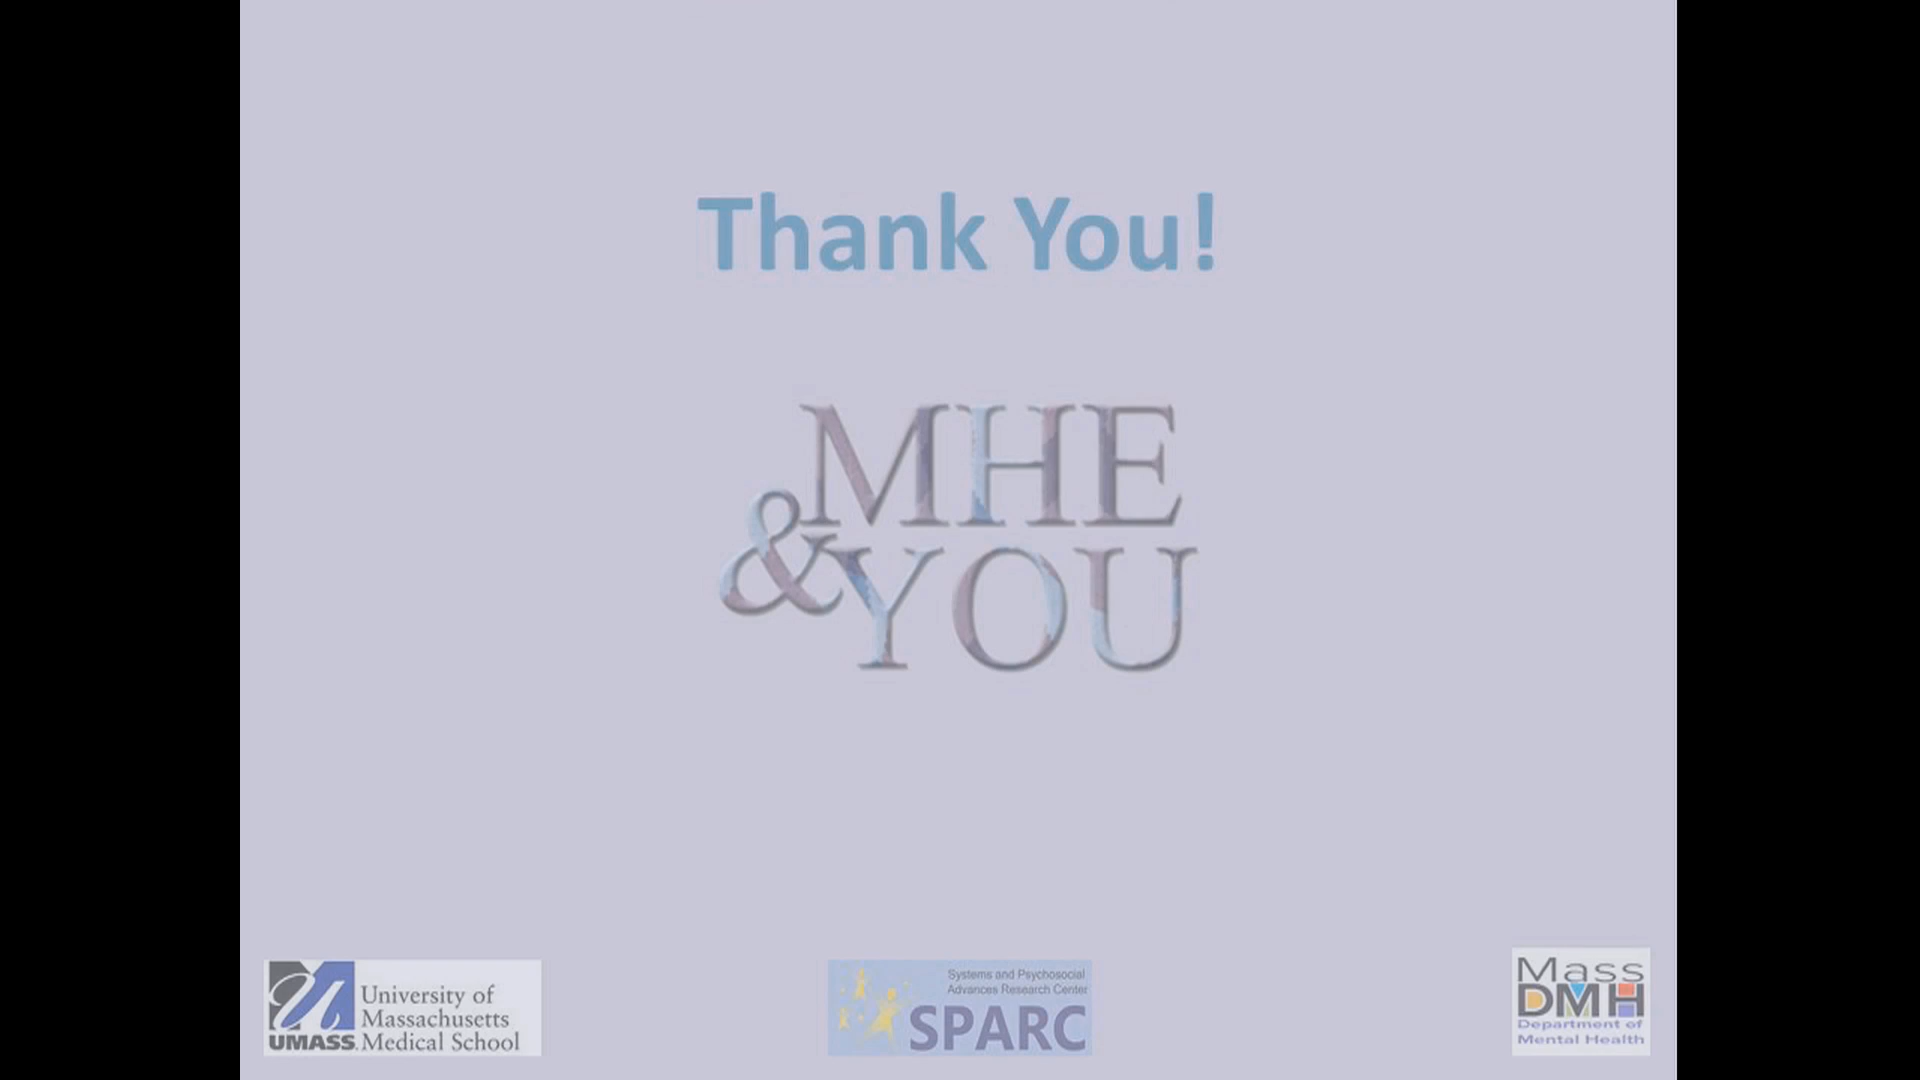 Thank You!
MHE
& YOU
University of
Massachusetts
UMASS. Medical School
Systems and Psychosocial
Advances Research Center
SPARC
Mass
DMH
Department of
Mental Health